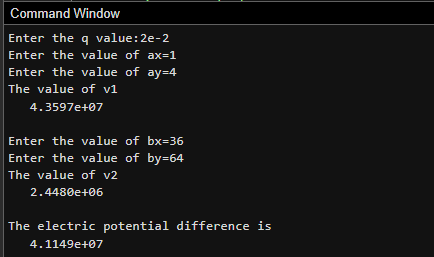 Command Window
Enter the q value:2e-2
Enter the value of ax=1
Enter the value of ay=4
The value of v1
4.3597e+07
Enter the value of bx=36
Enter the value of by=64
The value of v2
2.4480e+06
The electric potential difference is
4.1149e+07